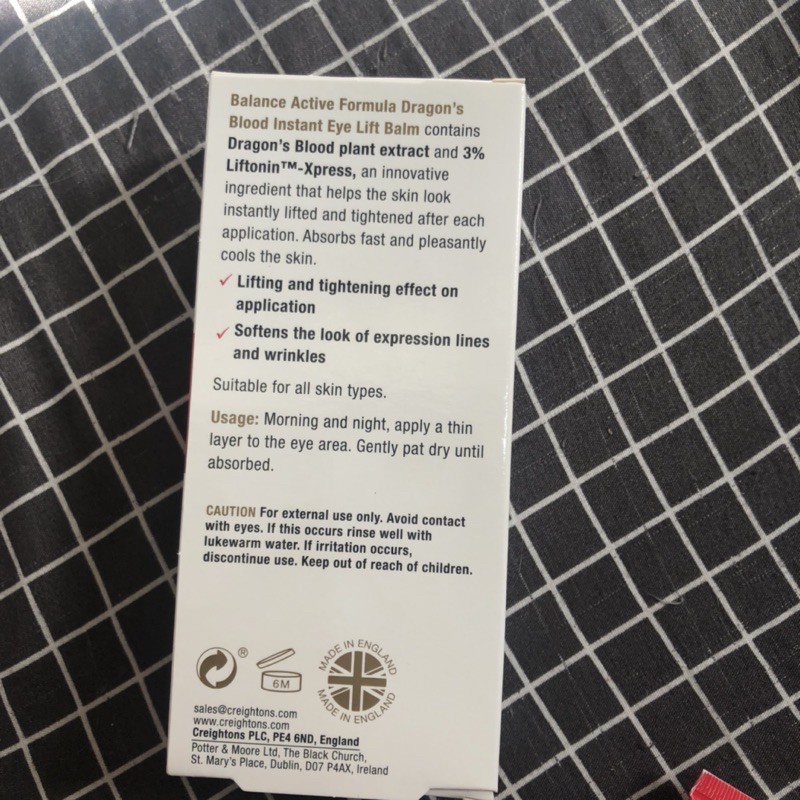 Balance Active Formula Dragon's
Blood Instant Eye Lift Balm contains
Dragon's Blood plant extract and 3%
Liftonin™-Xpress, an innovative
ingredient that helps the skin look
instantly lifted and tightened after each
application. Absorbs fast and pleasantly
cools the skin.
✓ Lifting and tightening effect on
application
✓ Softens the look of expression lines
and wrinkles
Suitable for all skin types.
Usage: Morning and night, apply a thin
layer to the eye area. Gently pat dry until
absorbed.
CAUTION For external use only. Avoid contact
with eyes. If this occurs rinse well with
lukewarm water. If irritation occurs,
discontinue use. Keep out of reach of children.
®
6M
MADE IN ENGLAND
MADE IN ENGLAND
sales@creightons.com
www.creightons.com
Creightons PLC, PE4 6ND, England
Potter & Moore Ltd, The Black Church,
St. Mary's Place, Dublin, D07 P4AX, Ireland